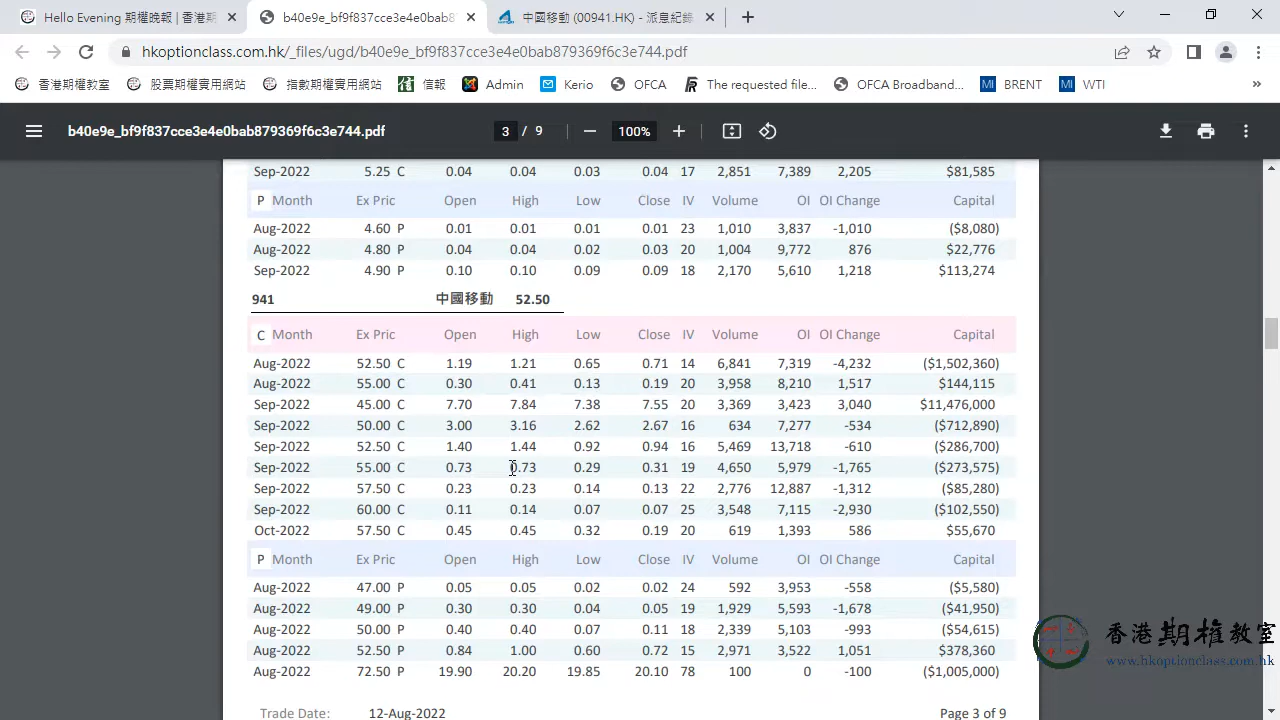 Hello Evening 期權晚報 | 香港期
b40e9e_bf9f837cce3e4e0bab8
中國移動 (00941.HK) - 派息紀錄
hkoptionclass.com.hk/_files/ugd/b40e9e_bf9f837cce3e4e0bab879369f6c3e744.pdf
香港期權教室 股票期權實用網站 指數期權實用網站 信報 Admin Kerio OFCA The requested file... OFCA Broadband... MI BRENT MI WTI »
b40e9e_bf9f837cce3e4e0bab879369f6c3e744.pdf 3 / 9 100%
Sep-2022 5.25 C 0.04 0.04 0.03 0.04 17 2,851 7,389 2,205 $81,585
P Month Ex Pric Open High Low Close IV Volume OI OI Change Capital
Aug-2022 4.60 P 0.01 0.01 0.01 0.01 23 1,010 3,837 -1,010 ($8,080)
Aug-2022 4.80 P 0.04 0.04 0.02 0.03 20 1,004 9,772 876 $22,776
Sep-2022 4.90 P 0.10 0.10 0.09 0.09 18 2,170 5,610 1,218 $113,274
941 中國移動 52.50
C Month Ex Pric Open High Low Close IV Volume OI OI Change Capital
Aug-2022 52.50 C 1.19 1.21 0.65 0.71 14 6,841 7,319 -4,232 ($1,502,360)
Aug-2022 55.00 C 0.30 0.41 0.13 0.19 20 3,958 8,210 1,517 $144,115
Sep-2022 45.00 C 7.70 7.84 7.38 7.55 20 3,369 3,423 3,040 $11,476,000
Sep-2022 50.00 C 3.00 3.16 2.62 2.67 16 634 7,277 -534 ($712,890)
Sep-2022 52.50 C 1.40 1.44 0.92 0.94 16 5,469 13,718 -610 ($286,700)
Sep-2022 55.00 C 0.73 0.73 0.29 0.31 19 4,650 5,979 -1,765 ($273,575)
Sep-2022 57.50 C 0.23 0.23 0.14 0.13 22 2,776 12,887 -1,312 ($85,280)
Sep-2022 60.00 C 0.11 0.14 0.07 0.07 25 3,548 7,115 -2,930 ($102,550)
Oct-2022 57.50 C 0.45 0.45 0.32 0.19 20 619 1,393 586 $55,670
P Month Ex Pric Open High Low Close IV Volume OI OI Change Capital
Aug-2022 47.00 P 0.05 0.05 0.02 0.02 24 592 3,953 -558 ($5,580)
Aug-2022 49.00 P 0.30 0.30 0.04 0.05 19 1,929 5,593 -1,678 ($41,950)
Aug-2022 50.00 P 0.40 0.40 0.07 0.11 18 2,339 5,103 -993 ($54,615)
Aug-2022 52.50 P 0.84 1.00 0.60 0.72 15 2,971 3,522 1,051 $378,360
Aug-2022 72.50 P 19.90 20.20 19.85 20.10 78 100 0 -100 ($1,005,000)
Trade Date: 12-Aug-2022 Page 3 of 9
香港期權教室
www.hkoptionclass.com.hk